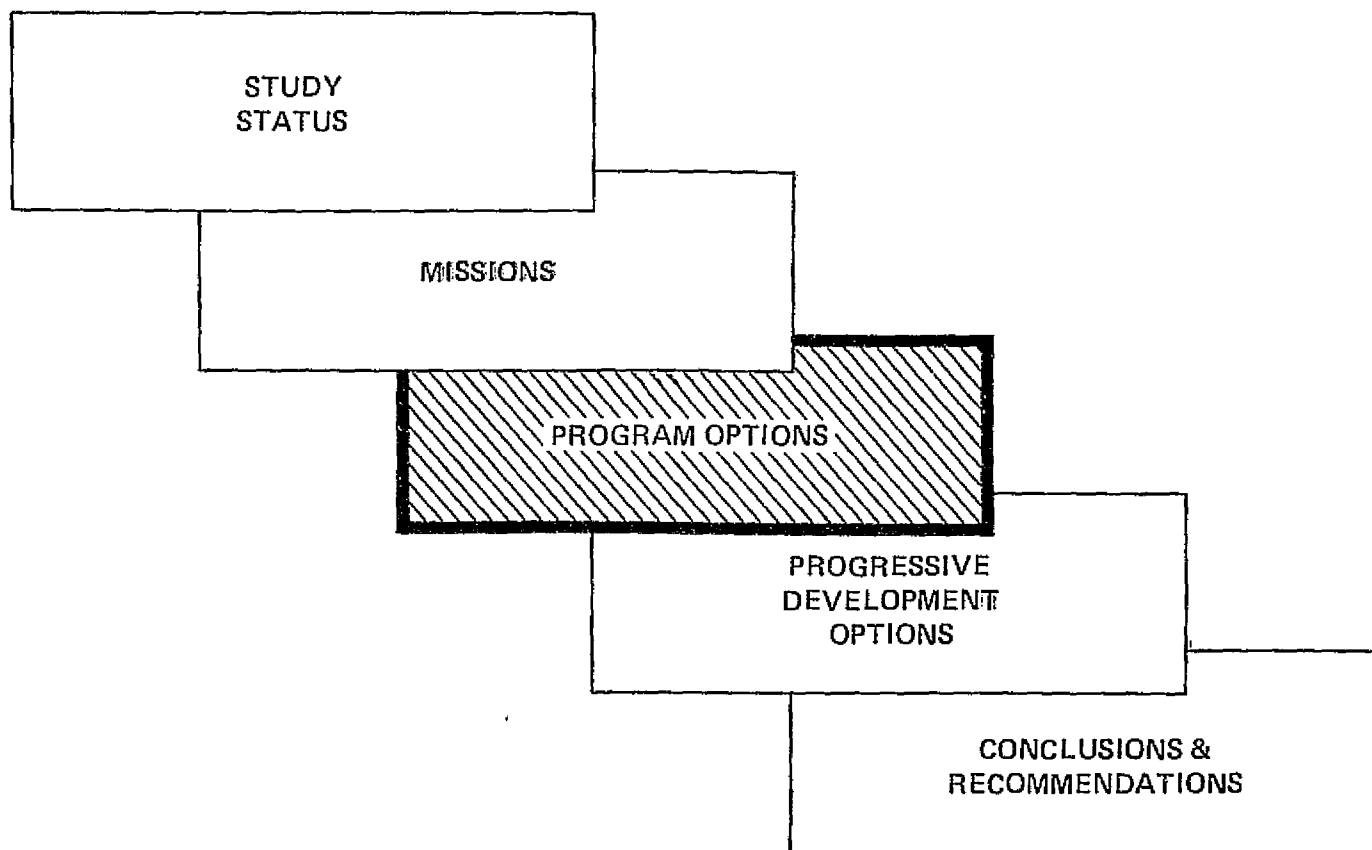 STUDY
STATUS
MISSIONS
PROGRAM OPTIONS
PROGRESSIVE
DEVELOPMENT
OPTIONS
CONCLUSIONS &
RECOMMENDATIONS